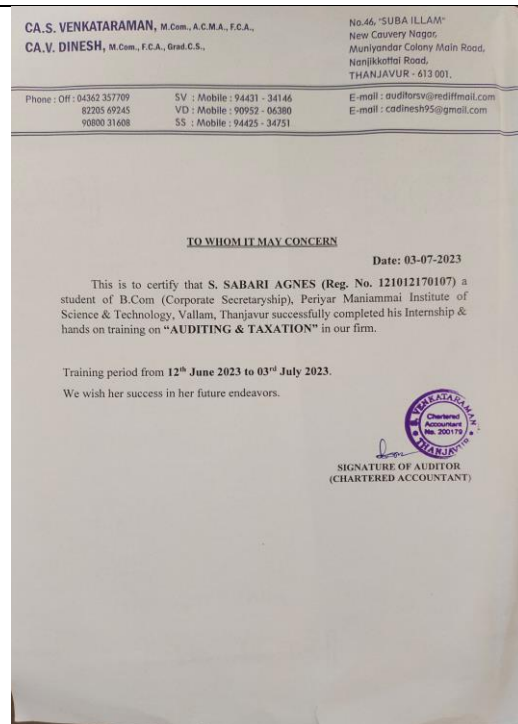 CA.S. VENKATARAMAN, M.Com., A.C.M.A., F.C.A.,
CA.V. DINESH, M.Com., F.C.A., Grad.C.S.,
No.46, "SUBA ILLAM"
New Cauvery Nagar,
Muniyandar Colony Main Road,
Nanjikkottai Road,
THANJAVUR - 613 001.
Phone : Off : 04362 357709
82205 69245
90800 31608
SV : Mobile : 94431 - 34146
VD : Mobile : 90952 - 06380
SS : Mobile : 94425 - 34751
E-mail : auditorsv@rediffmail.com
E-mail : cadinesh95@gmail.com
TO WHOM IT MAY CONCERN
Date: 03-07-2023
This is to certify that S. SABARI AGNES (Reg. No. 121012170107) a
student of B.Com (Corporate Secretaryship), Periyar Maniammai Institute of
Science & Technology, Vallam, Thanjavur successfully completed his Internship &
hands on training on “AUDITING & TAXATION” in our firm.
Training period from 12th June 2023 to 03rd July 2023.
We wish her success in her future endeavors.
S. VENKATARAMAN
Chartered
Accountant
No. 200179
THANJAVUR
SIGNATURE OF AUDITOR
(CHARTERED ACCOUNTANT)